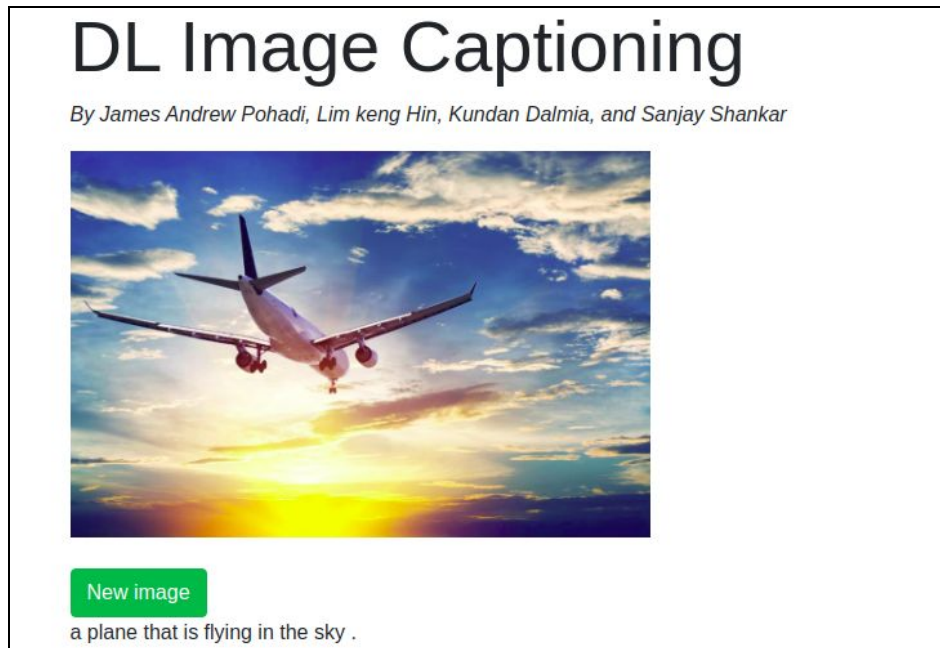 DL Image Captioning
By James Andrew Pohadi, Lim keng Hin, Kundan Dalmia, and Sanjay Shankar
New image
a plane that is flying in the sky .